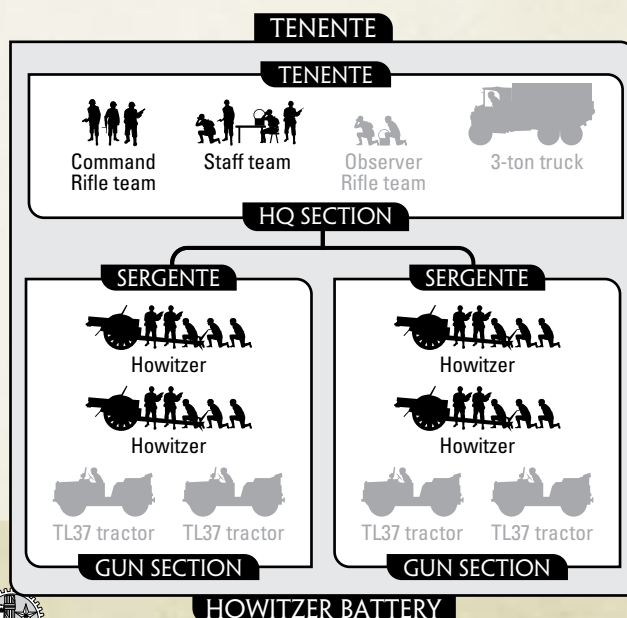 TENENTE
TENENTE
Command
Rifle team
Staff team
Observer
Rifle team
3-ton truck
HQ SECTION
SERGENTE
Howitzer
Howitzer
TL37 tractor TL37 tractor
GUN SECTION
SERGENTE
Howitzer
Howitzer
TL37 tractor TL37 tractor
GUN SECTION
HOWITZER BATTERY